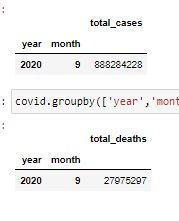 :
total_cases
year month
2020 9 888284228
: covid.groupby(['year','mont
:
total_deaths
year month
2020 9 27975297